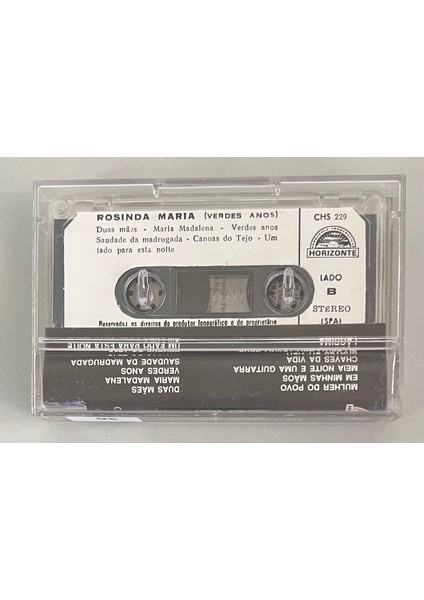 ROSINDA MARIA (VERDES ANOS)
Duas mães - Maria Madalena - Verdes anos
Saudade da madrugada - Canoas do Tejo - Um
fado para esta noite
CHS 229
HORIZONTE
LADO
B
STEREO
(SPA)
Reservados os direitos do produtor fonográfico e do proprietário
MULHER DO POVO
EM MINHAS MÃOS
MEIA NOITE E UMA GUITARRA
CHAVES DA VIDA
DUAS MÃES
MARIA MADALENA
VERDES ANOS
SAUDADE DA MADRUGADA
UM FADO PARA ESTA NOITE